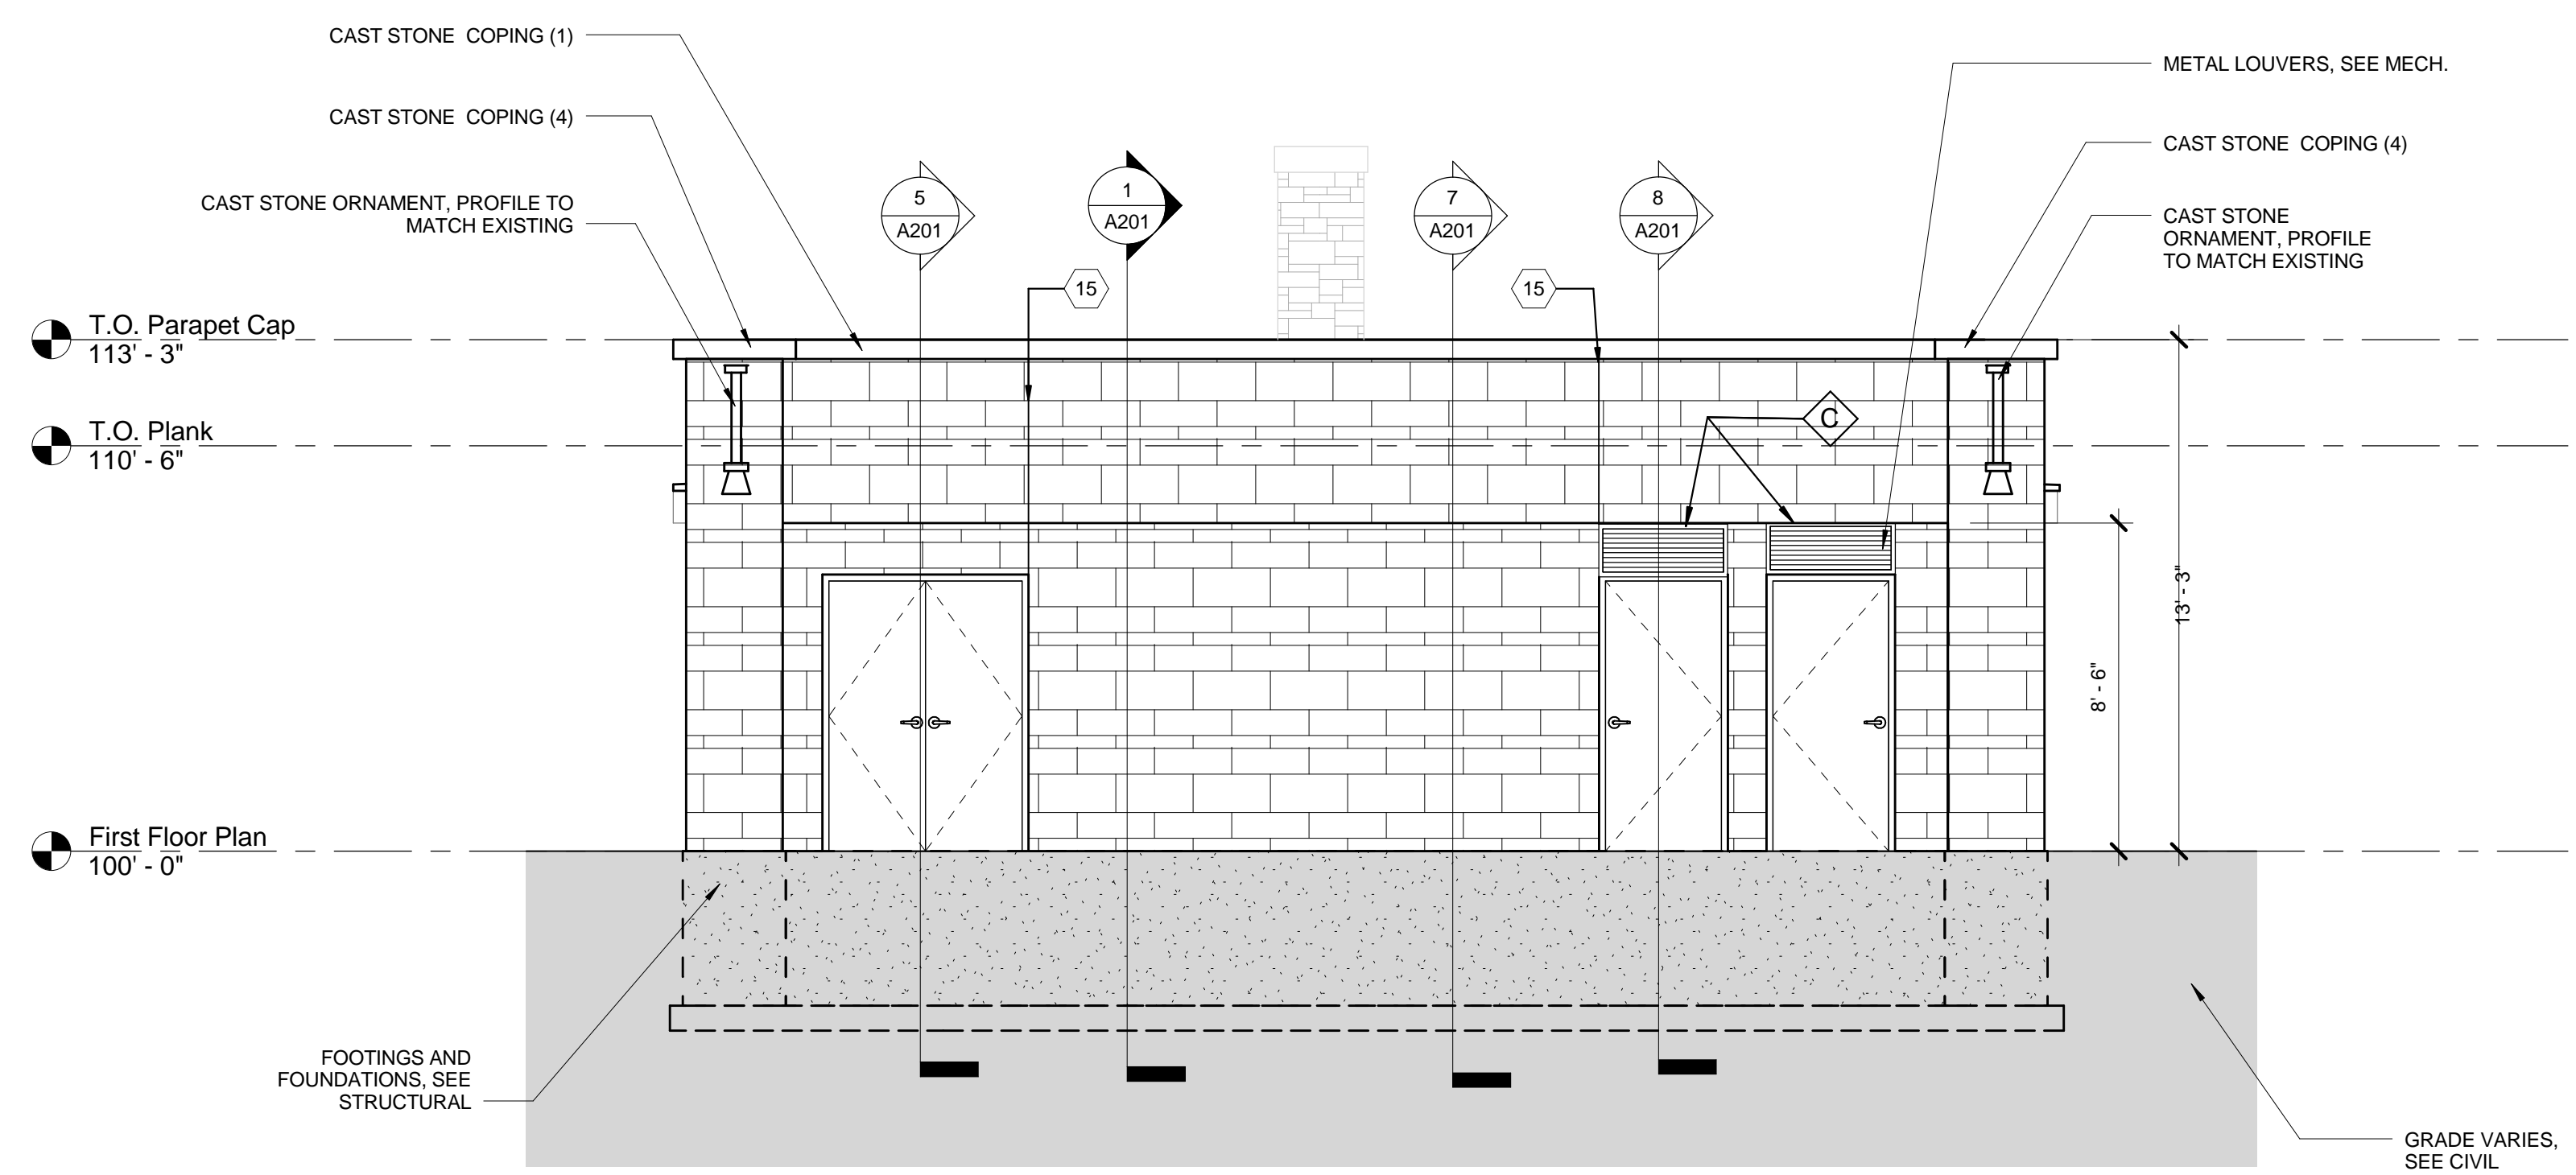 CAST STONE  COPING (1)
METAL LOUVERS, SEE MECH.
CAST STONE  COPING (4)
CAST STONE  COPING (4)
CAST STONE ORNAMENT, PROFILE TO
MATCH EXISTING
CAST STONE
ORNAMENT, PROFILE
TO MATCH EXISTING
5
A201
1
A201
7
A201
8
A201
15
15
T.O. Parapet Cap
113' - 3"
T.O. Plank
110' - 6"
C
13' - 3"
8' - 6"
First Floor Plan
100' - 0"
FOOTINGS AND
FOUNDATIONS, SEE
STRUCTURAL
GRADE VARIES,
SEE CIVIL